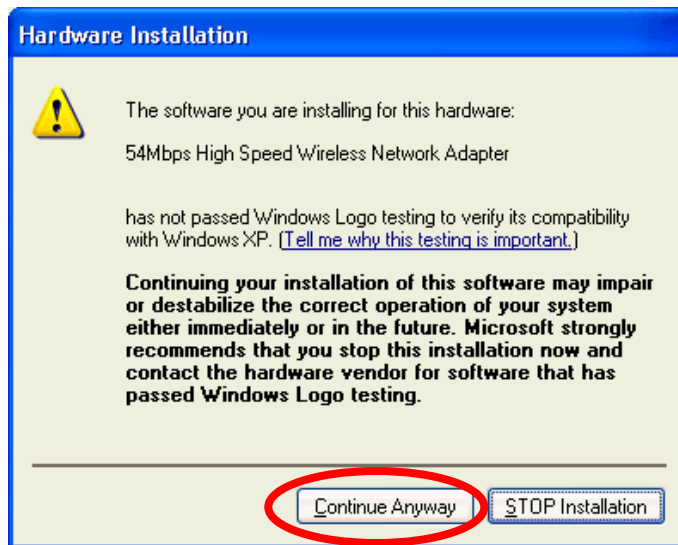 Hardware Installation
The software you are installing for this hardware:
54Mbps High Speed Wireless Network Adapter
has not passed Windows Logo testing to verify its compatibility
with Windows XP. (Tell me why this testing is important.)
Continuing your installation of this software may impair
or destabilize the correct operation of your system
either immediately or in the future. Microsoft strongly
recommends that you stop this installation now and
contact the hardware vendor for software that has
passed Windows Logo testing.
Continue Anyway
STOP Installation